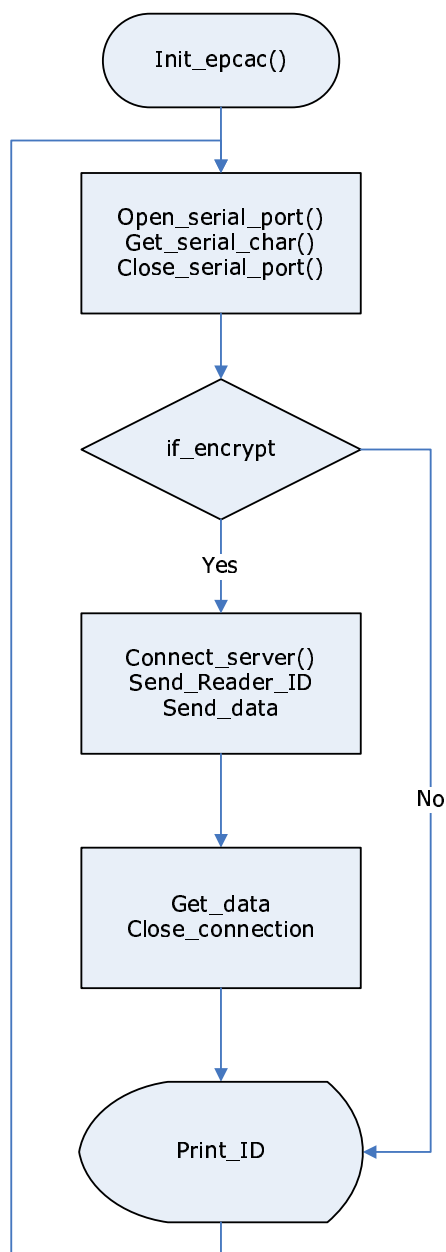 Init_epcac()
Open_serial_port()
Get_serial_char()
Close_serial_port()
if_encrypt
Yes
Connect_server()
Send_Reader_ID
Send_data
No
Get_data
Close_connection
Print_ID